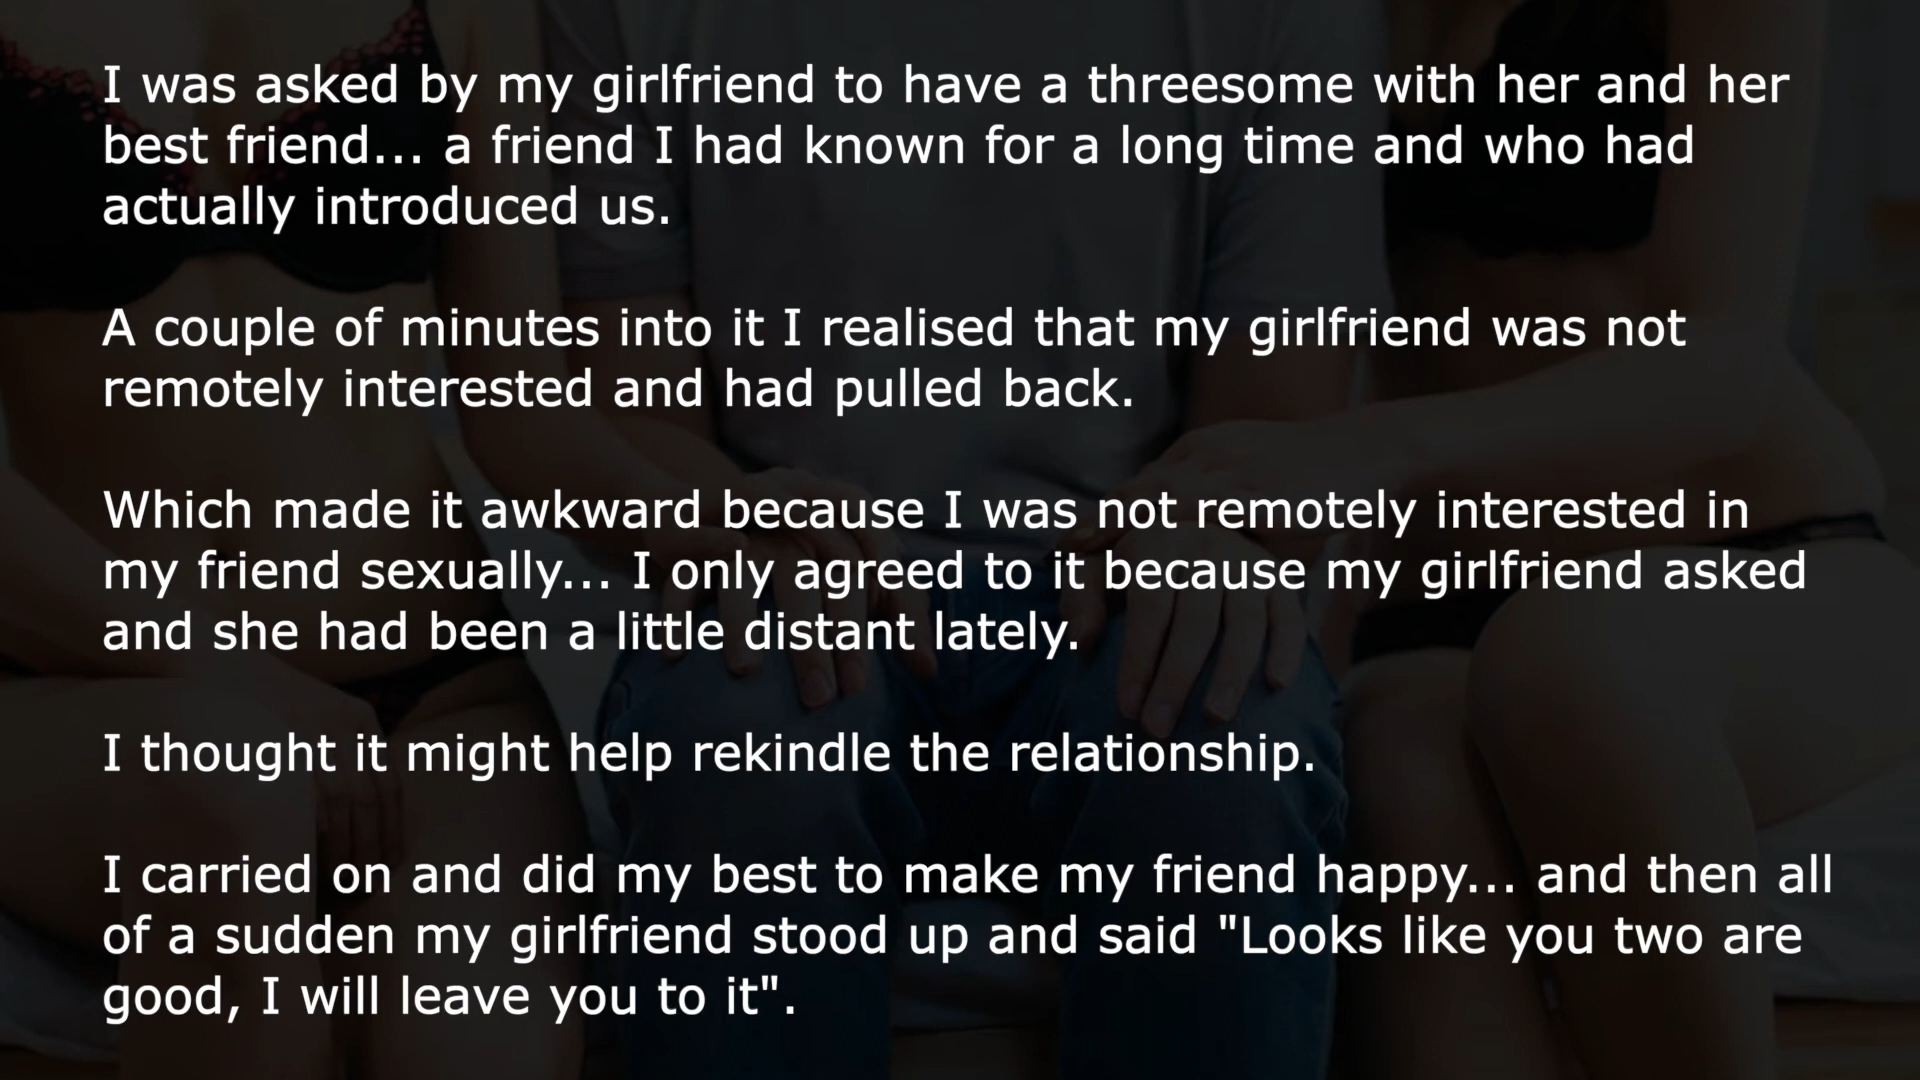 I was asked by my girlfriend to have a threesome with her and her
best friend... a friend I had known for a long time and who had
actually introduced us.
A couple of minutes into it I realised that my girlfriend was not
remotely interested and had pulled back.
Which made it awkward because I was not remotely interested in
my friend sexually... I only agreed to it because my girlfriend asked
and she had been a little distant lately.
I thought it might help rekindle the relationship.
I carried on and did my best to make my friend happy... and then all
of a sudden my girlfriend stood up and said "Looks like you two are
good, I will leave you to it".